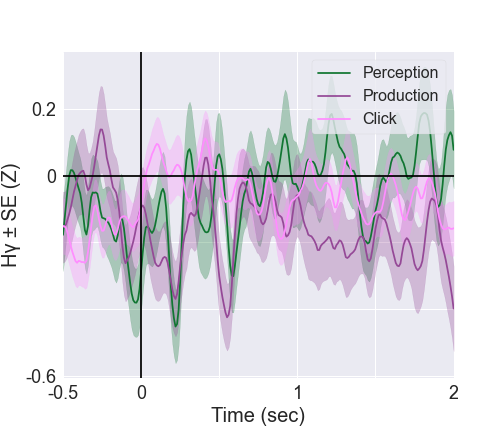 Perception
Production
Click
0.2
0
-0.6
-0.5
0
1
2
Hγ ± SE (Z)
Time (sec)